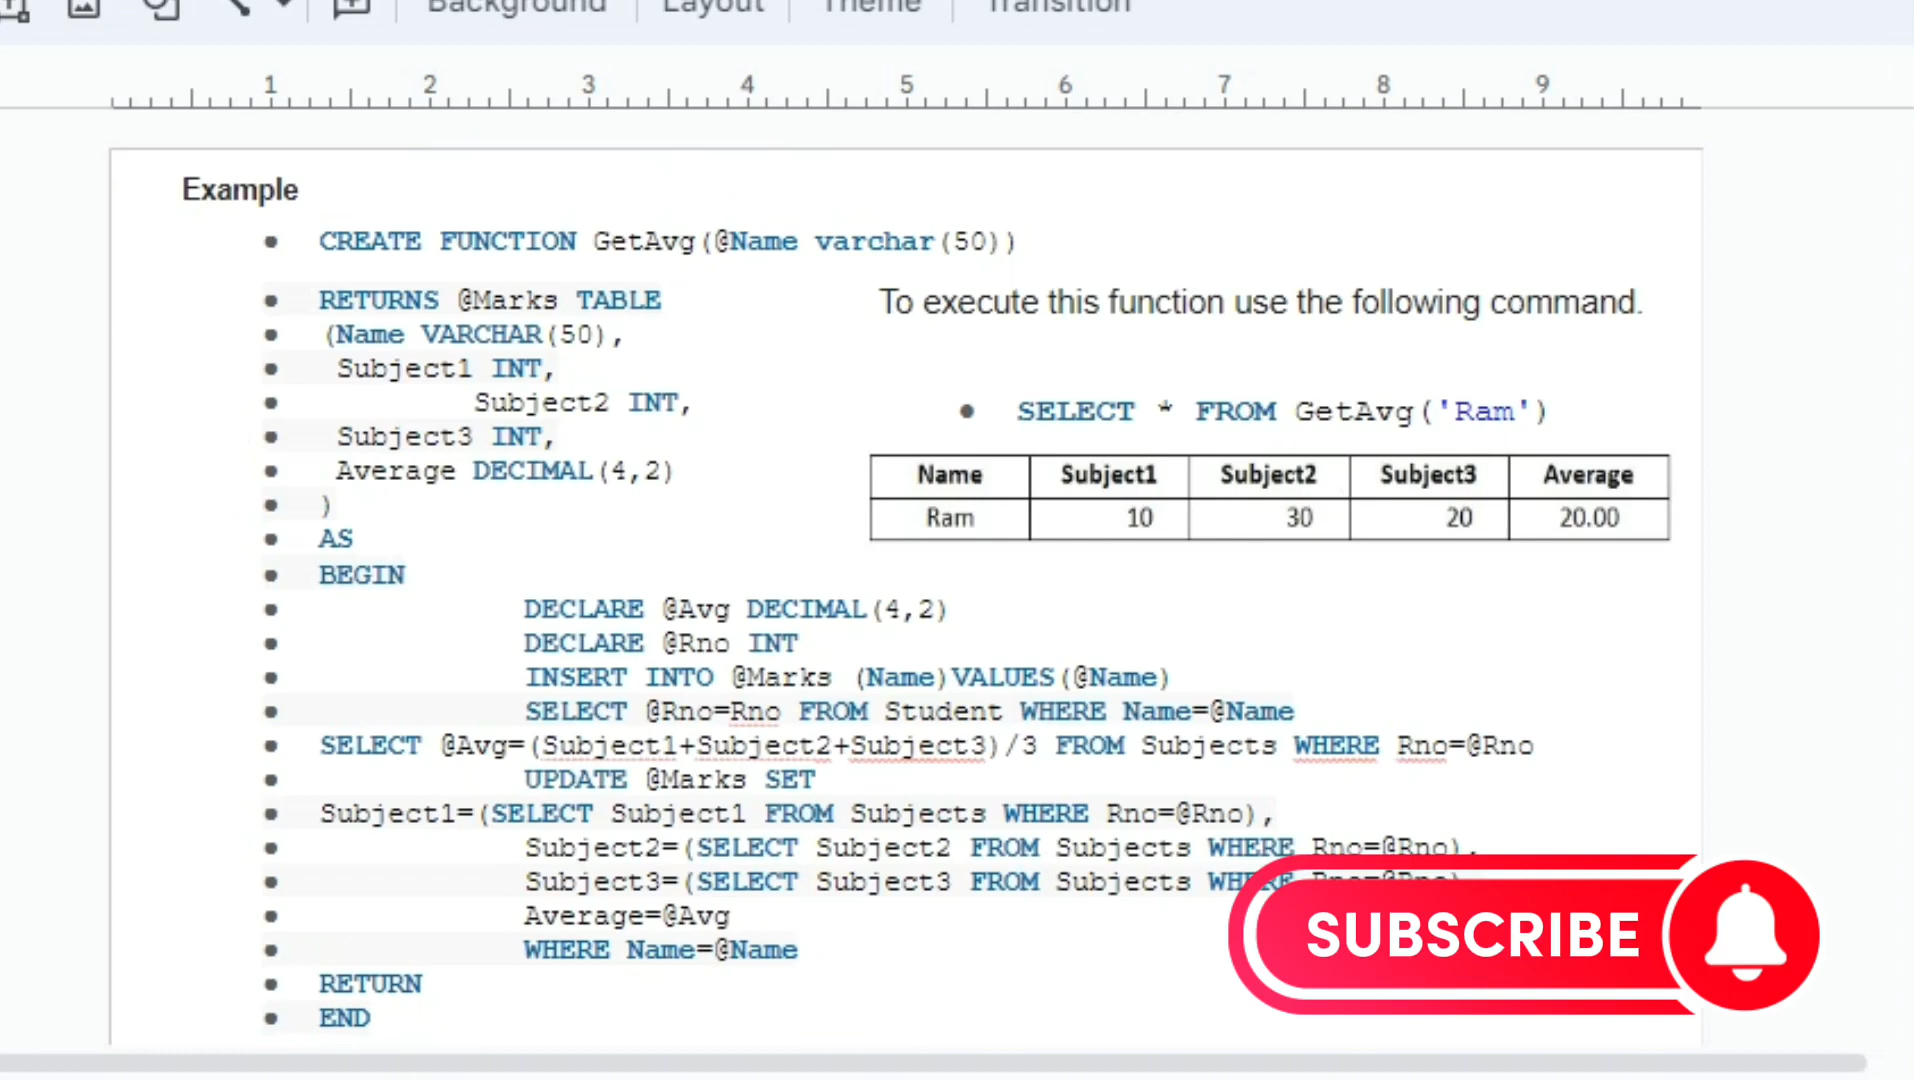 Background Layout Theme Transition
1 2 3 4 5 6 7 8 9
Example
CREATE FUNCTION GetAvg(@Name varchar(50))
RETURNS @Marks TABLE
(Name VARCHAR(50),
Subject1 INT,
Subject2 INT,
Subject3 INT,
Average DECIMAL(4,2)
)
AS
BEGIN
DECLARE @Avg DECIMAL(4,2)
DECLARE @Rno INT
INSERT INTO @Marks (Name)VALUES(@Name)
SELECT @Rno=Rno FROM Student WHERE Name=@Name
SELECT @Avg=(Subject1+Subject2+Subject3)/3 FROM Subjects WHERE Rno=@Rno
UPDATE @Marks SET
Subject1=(SELECT Subject1 FROM Subjects WHERE Rno=@Rno),
Subject2=(SELECT Subject2 FROM Subjects WHERE Rno=@Rno),
Subject3=(SELECT Subject3 FROM Subjects WHERE Rno=@Rno)
Average=@Avg
WHERE Name=@Name
RETURN
END
To execute this function use the following command.
SELECT * FROM GetAvg('Ram')
Name Subject1 Subject2 Subject3 Average
Ram 10 30 20 20.00
SUBSCRIBE